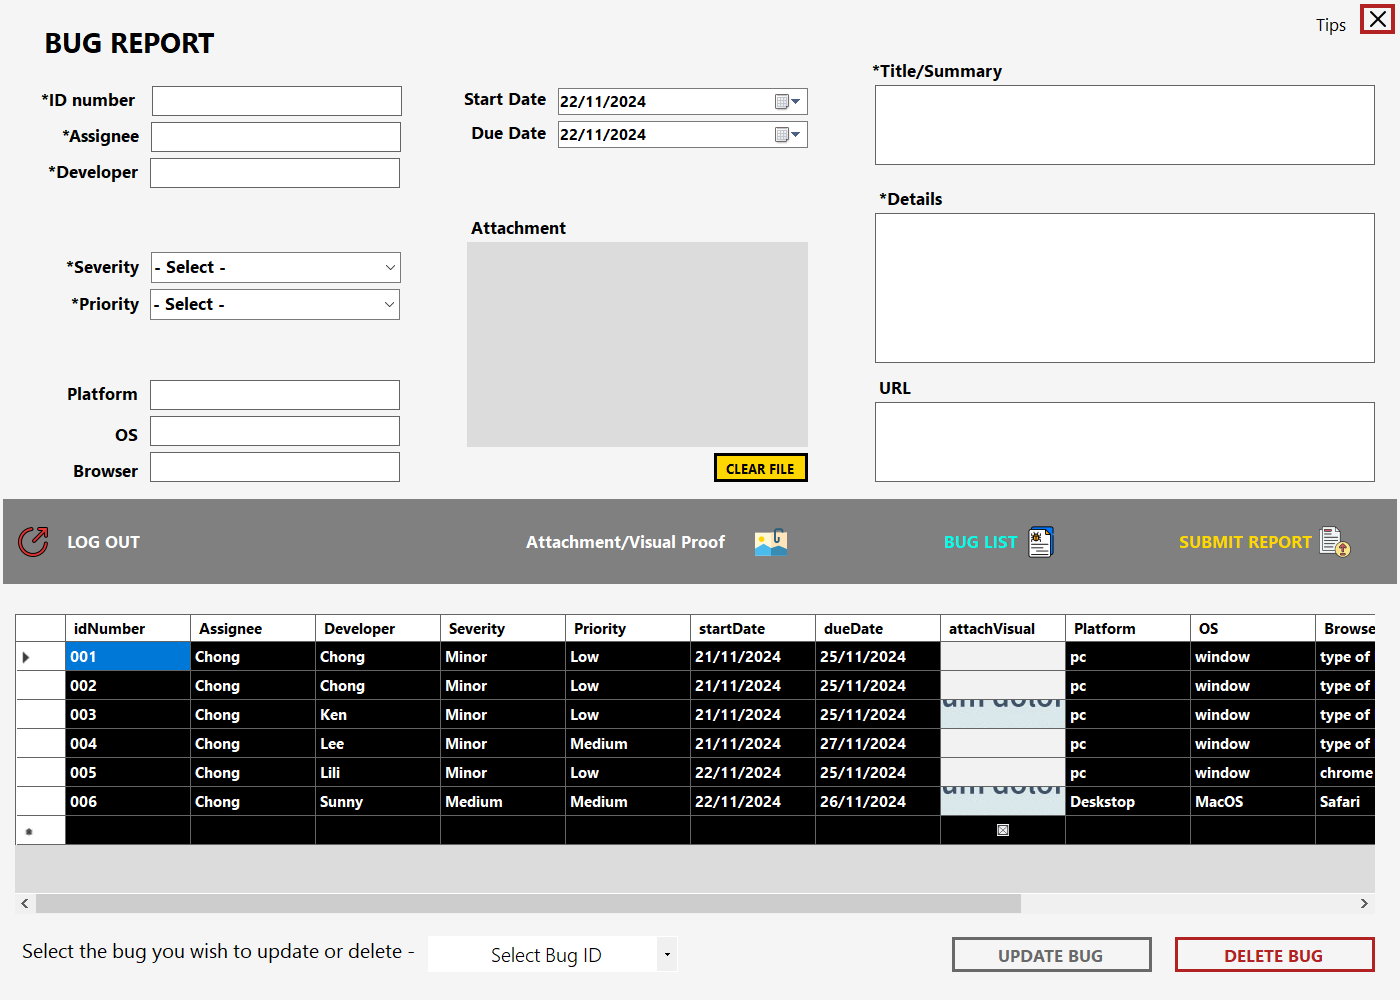 Tips
BUG REPORT
*ID number
*Assignee
*Developer
*Severity - Select -
*Priority - Select -
Platform
OS
Browser
Start Date 22/11/2024
Due Date 22/11/2024
Attachment
CLEAR FILE
*Title/Summary
*Details
URL
LOG OUT Attachment/Visual Proof BUG LIST SUBMIT REPORT
idNumber Assignee Developer Severity Priority startDate dueDate attachVisual Platform OS Browse
001 Chong Chong Minor Low 21/11/2024 25/11/2024 pc window type of
002 Chong Chong Minor Low 21/11/2024 25/11/2024 pc window type of
003 Chong Ken Minor Low 21/11/2024 25/11/2024 pc window type of
004 Chong Lee Minor Medium 21/11/2024 27/11/2024 pc window type of
005 Chong Lili Minor Low 22/11/2024 25/11/2024 pc window chrome
006 Chong Sunny Medium Medium 22/11/2024 26/11/2024 Deskstop MacOS Safari
Select the bug you wish to update or delete - Select Bug ID UPDATE BUG DELETE BUG